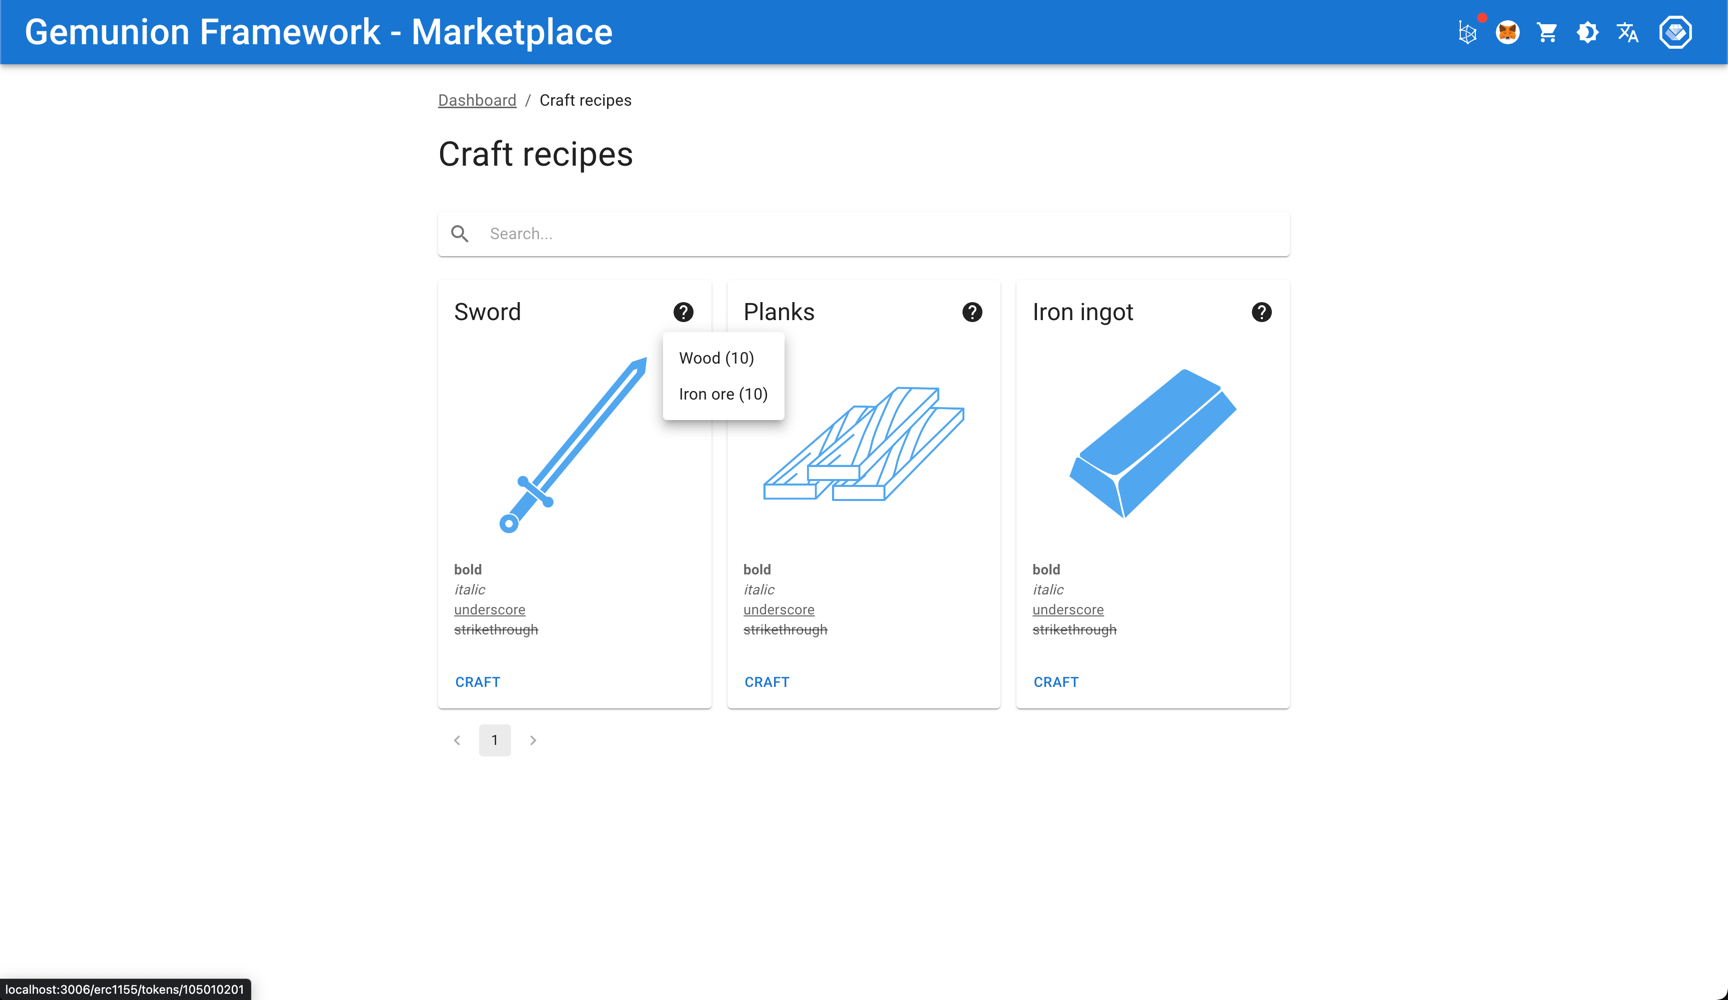 Gemunion Framework - Marketplace
Dashboard / Craft recipes
Craft recipes
Search...
Sword
Wood (10)
Iron ore (10)
bold
italic
underscore
strikethrough
CRAFT
Planks
bold
italic
underscore
strikethrough
CRAFT
Iron ingot
bold
italic
underscore
strikethrough
CRAFT
1
localhost:3006/erc1155/tokens/105010201